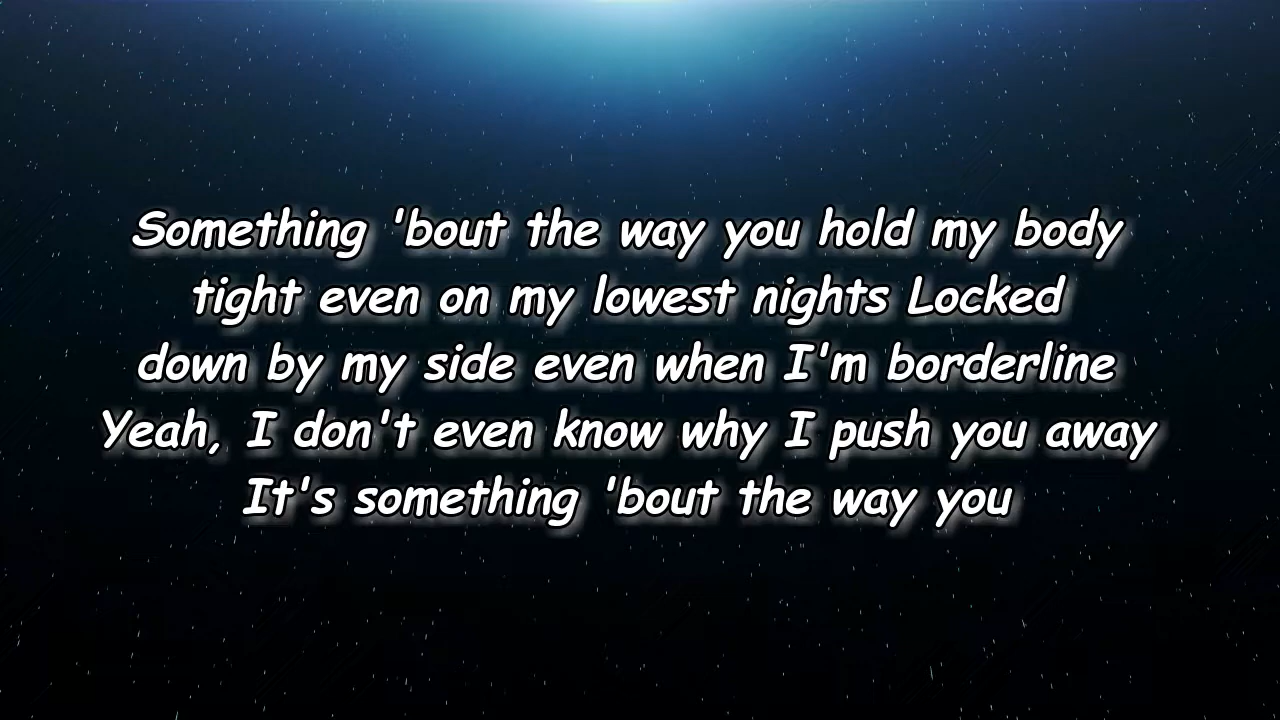 Something 'bout the way you hold my body
tight even on my lowest nights Locked
down by my side even when I'm borderline
Yeah, I don't even know why I push you away
It's something 'bout the way you